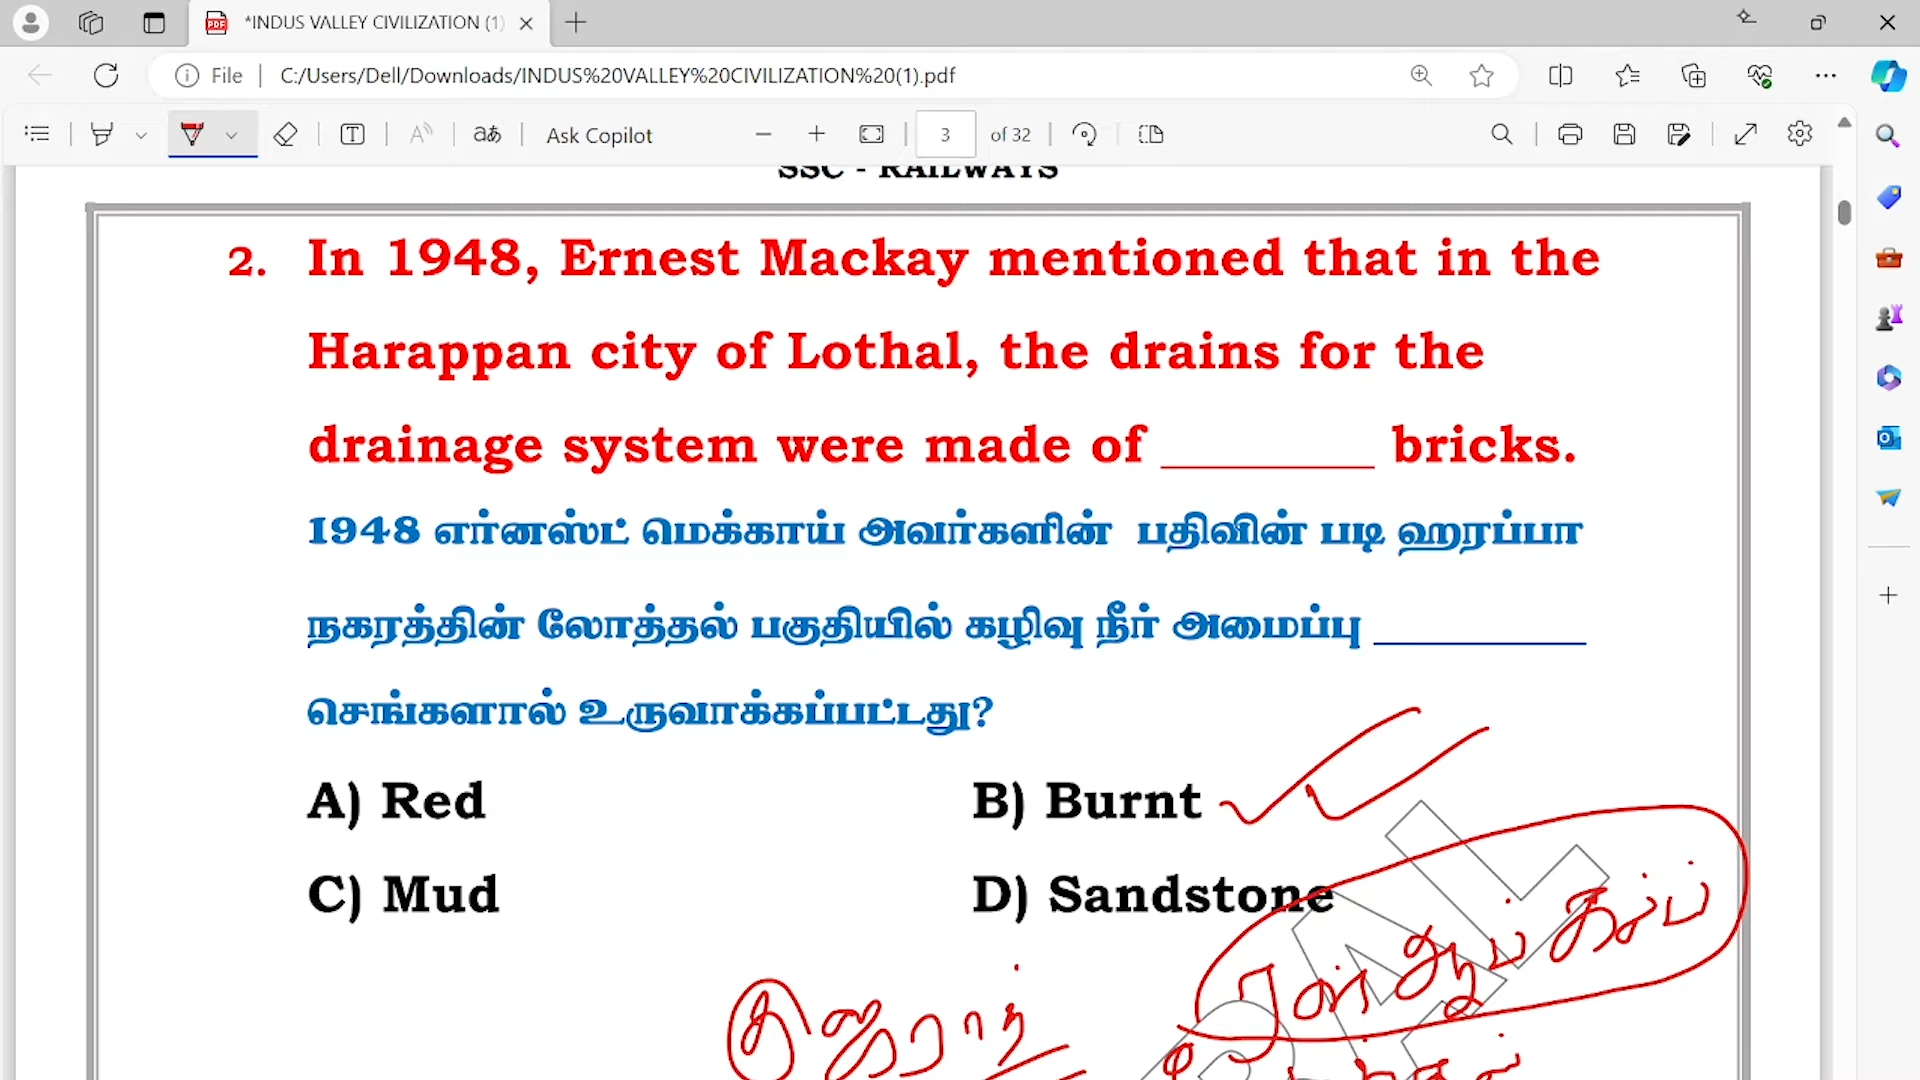 *INDUS VALLEY CIVILIZATION (1)
File
C:/Users/Dell/Downloads/INDUS%20VALLEY%20CIVILIZATION%20(1).pdf
Ask Copilot
3 of 32
SSC - RAILWAYS
2. In 1948, Ernest Mackay mentioned that in the
Harappan city of Lothal, the drains for the
drainage system were made of ________ bricks.
1948 எர்னஸ்ட் மெக்காய் அவர்களின் பதிவின் படி ஹரப்பா
நகரத்தின் லோத்தல் பகுதியில் கழிவு நீர் அமைப்பு ________
செங்களால் உருவாக்கப்பட்டது?
A) Red B) Burnt
C) Mud D) Sandstone